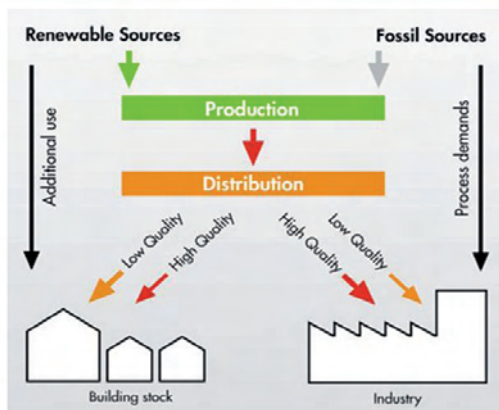 Renewable Sources
Fossil Sources
Production
Additional use
Process demands
Distribution
Low Quality
High Quality
High Quality
Low Quality
Building stock
Industry